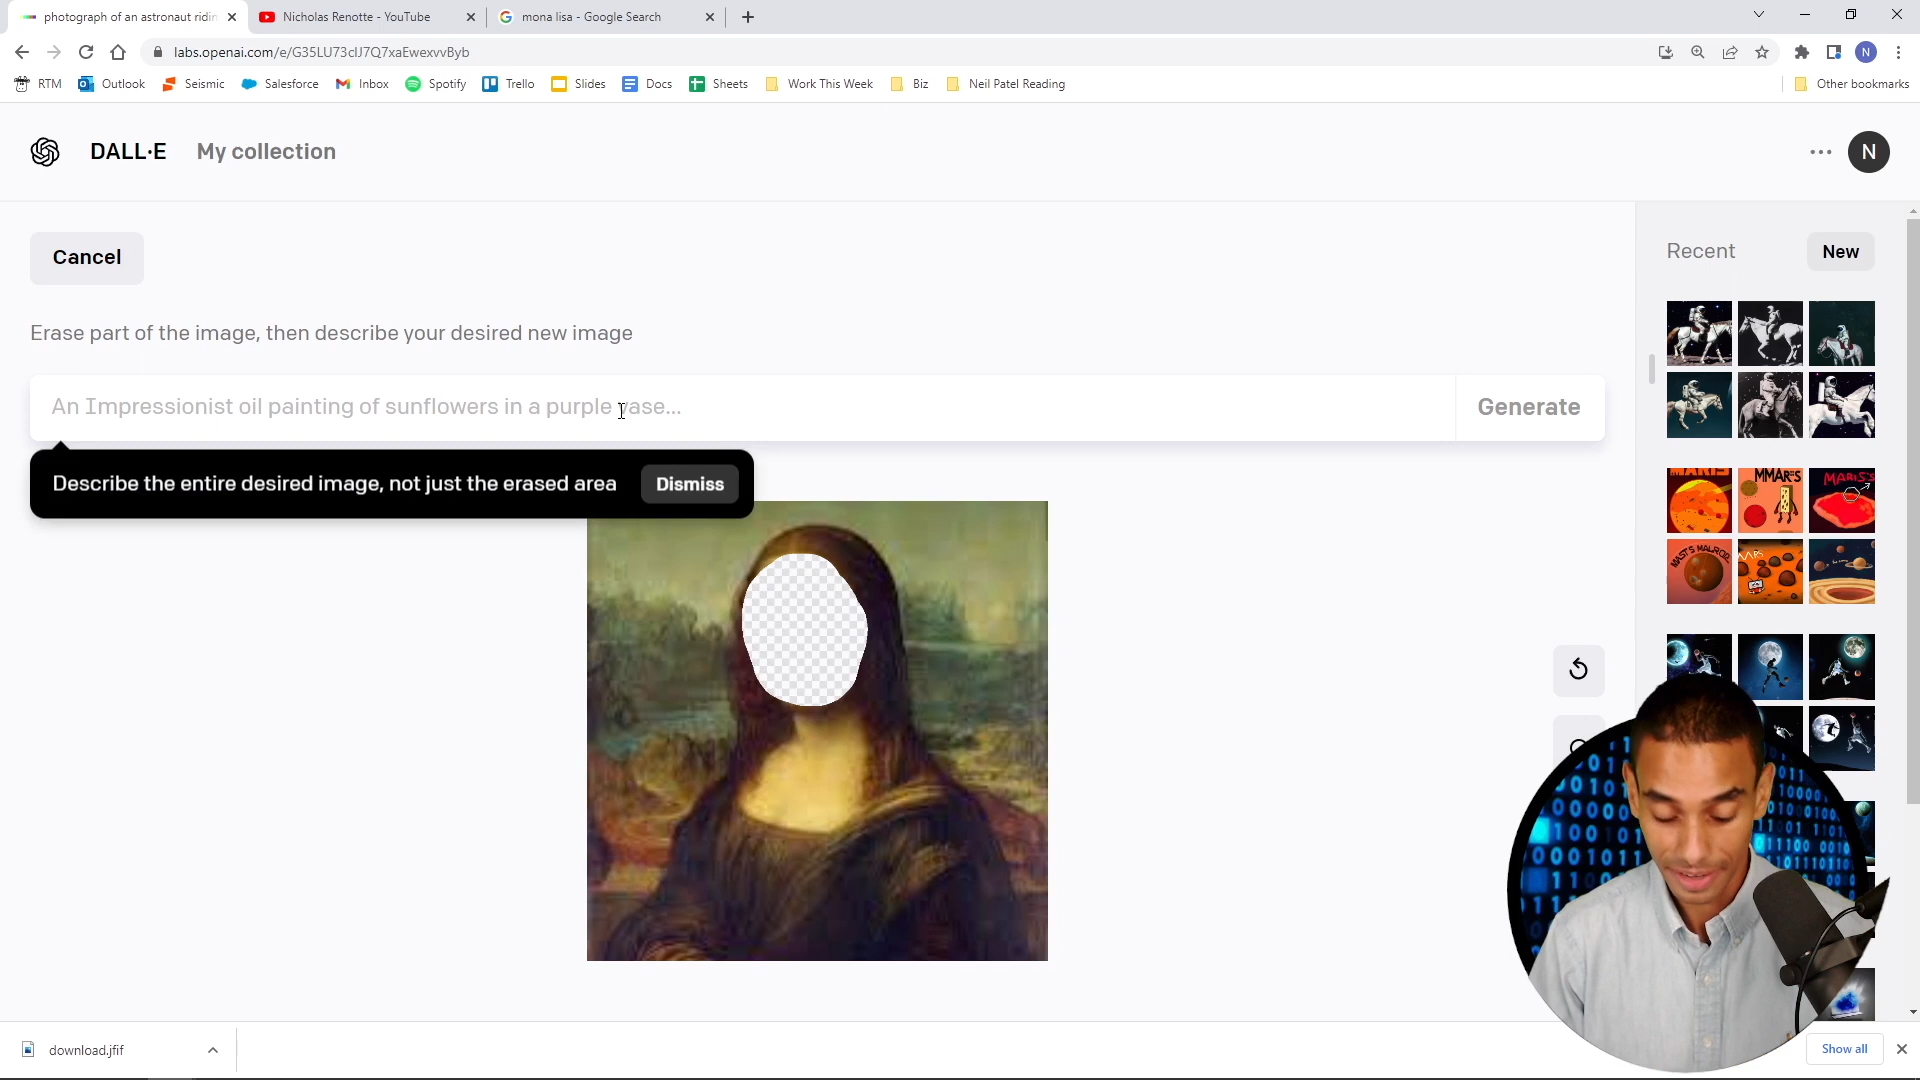 photograph of an astronaut ridin
Nicholas Renotte - YouTube
mona lisa - Google Search
labs.openai.com/e/G35LU73clJ7Q7xaEwexvvByb
N
RTM
Outlook
Seismic
Salesforce
Inbox
Spotify
Trello
Slides
Docs
Sheets
Work This Week
Biz
Neil Patel Reading
Other bookmarks
DALL·E
My collection
N
Cancel
Recent
New
Erase part of the image, then describe your desired new image
An Impressionist oil painting of sunflowers in a purple vase...
Generate
Describe the entire desired image, not just the erased area
Dismiss
download.jfif
Show all